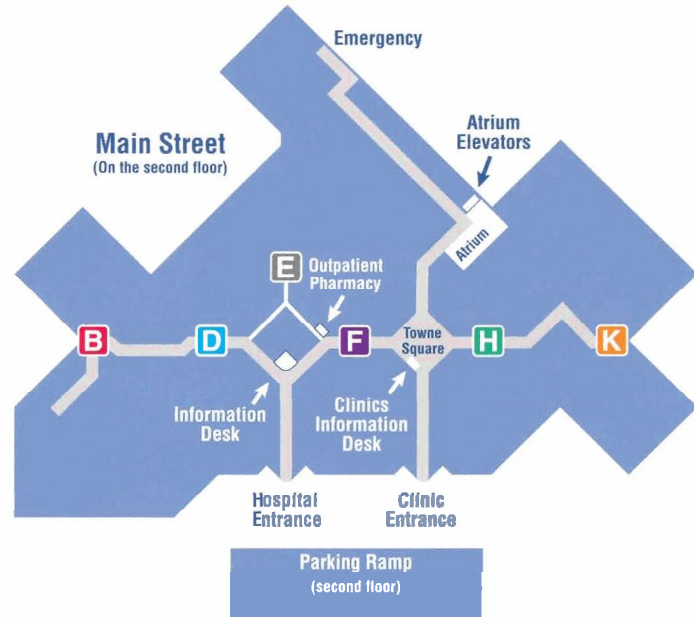 Emergency
Main Street
(On the second floor)
Atrium
Elevators
Atrium
E
Outpatient
Pharmacy
B
D
F
Towne
Square
H
K
Information
Desk
Clinics
Information
Desk
Hospital
Entrance
Clinic
Entrance
Parking Ramp
(second floor)